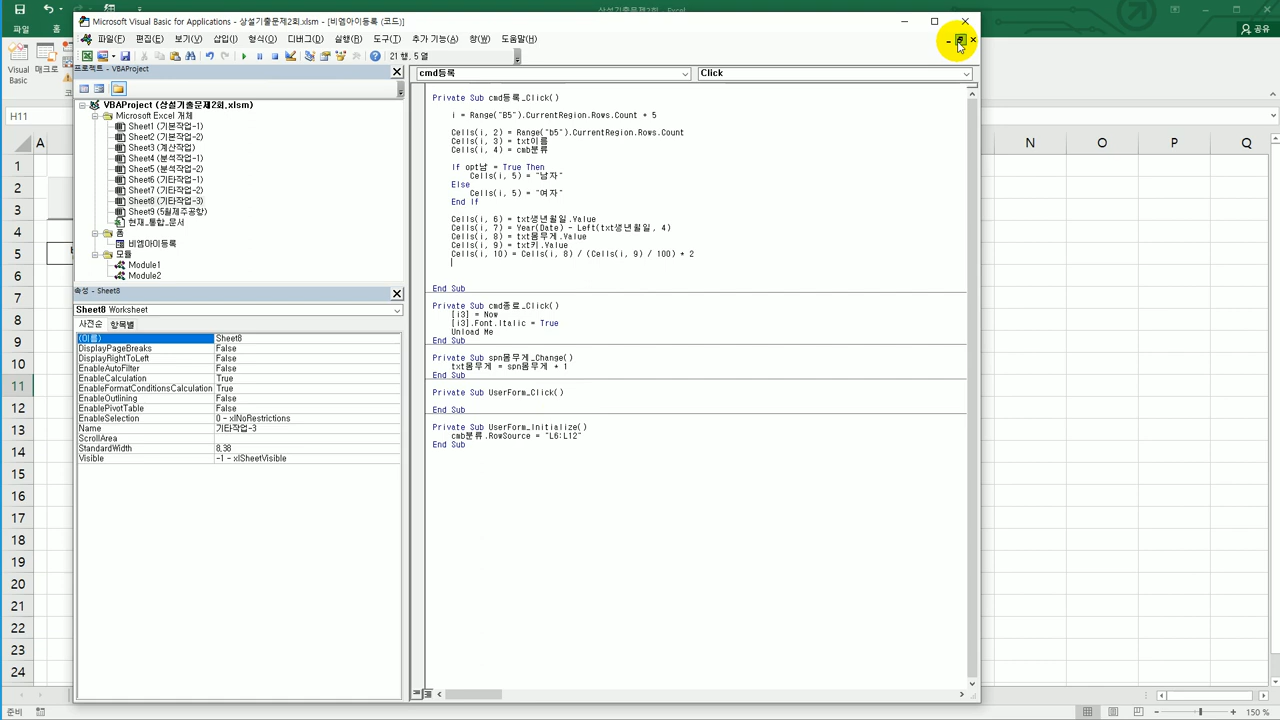 상설기출문제2회 - Excel
Microsoft Visual Basic for Applications - 상설기출문제2회.xlsm - [비엠아이등록 (코드)]
파일
홈
공유
파일(F) 편집(E) 보기(V) 삽입(I) 형식(O) 디버그(D) 실행(R) 도구(T) 추가 기능(A) 창(W) 도움말(H)
Visual Basic
매크로
21 행, 5 열
프로젝트 - VBAProject
cmd등록
Click
VBAProject (상설기출문제2회.xlsm)
Microsoft Excel 개체
Sheet1 (기본작업-1)
Sheet2 (기본작업-2)
Sheet3 (계산작업)
Sheet4 (분석작업-1)
Sheet5 (분석작업-2)
Sheet6 (기타작업-1)
Sheet7 (기타작업-2)
Sheet8 (기타작업-3)
Sheet9 (5월제주공항)
현재_통합_문서
폼
비엠아이등록
모듈
Module1
Module2
속성 - Sheet8
Sheet8 Worksheet
사전순 항목별
(이름) Sheet8
DisplayPageBreaks False
DisplayRightToLeft False
EnableAutoFilter False
EnableCalculation True
EnableFormatConditionsCalculation True
EnableOutlining False
EnablePivotTable False
EnableSelection 0 - xlNoRestrictions
Name 기타작업-3
ScrollArea
StandardWidth 8,38
Visible -1 - xlSheetVisible
Private Sub cmd등록_Click()
i = Range("B5").CurrentRegion.Rows.Count + 5
Cells(i, 2) = Range("b5").CurrentRegion.Rows.Count
Cells(i, 3) = txt이름
Cells(i, 4) = cmb분류
If opt남 = True Then
Cells(i, 5) = "남자"
Else
Cells(i, 5) = "여자"
End If
Cells(i, 6) = txt생년월일.Value
Cells(i, 7) = Year(Date) - Left(txt생년월일, 4)
Cells(i, 8) = txt몸무게.Value
Cells(i, 9) = txt키.Value
Cells(i, 10) = Cells(i, 8) / (Cells(i, 9) / 100) * 2
End Sub
Private Sub cmd종료_Click()
[i3] = Now
[i3].Font.Italic = True
Unload Me
End Sub
Private Sub spn몸무게_Change()
txt몸무게 = spn몸무게 + 1
End Sub
Private Sub UserForm_Click()
End Sub
Private Sub UserForm_Initialize()
cmb분류.RowSource = "L6:L12"
End Sub
H11
A N O P Q
1
2
3
4
5
6
7
8
9
10
11
12
13
14
15
16
17
18
19
20
21
22
23
24
준비
150 %